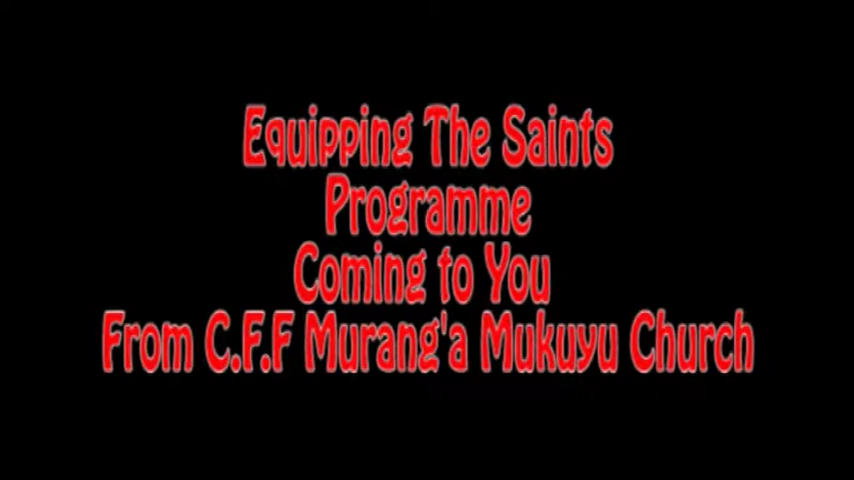 Equipping The Saints
Programme
Coming to You
From C.F.F Murang'a Mukuyu Church